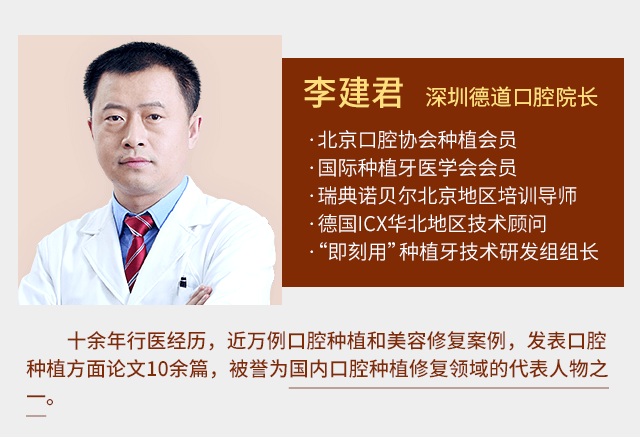 李建君 深圳德道口腔院长
·北京口腔协会种植会员
·国际种植牙医学会会员
·瑞典诺贝尔北京地区培训导师
·德国ICX华北地区技术顾问
·“即刻用”种植牙技术研发组组长
十余年行医经历，近万例口腔种植和美容修复案例，发表口腔
种植方面论文10余篇，被誉为国内口腔种植修复领域的代表人物之
一。